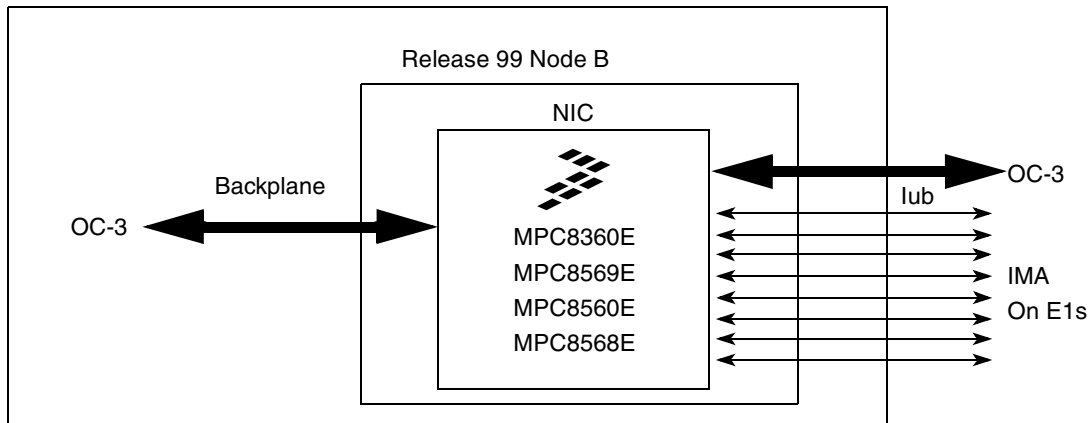 Release 99 Node B
NIC
Backplane
OC-3
OC-3
Iub
MPC8360E
MPC8569E
MPC8560E
MPC8568E
IMA
On E1s